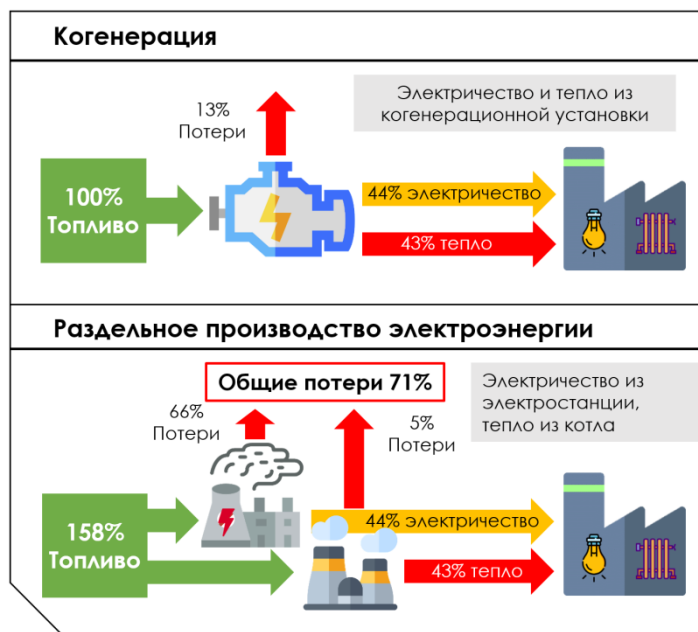 Когенерация
13%
Потери
Электричество и тепло из
когенерационной установки
100%
Топливо
44% электричество
43% тепло
Раздельное производство электроэнергии
Общие потери 71%
66%
Потери
5%
Потери
Электричество из
электростанции,
тепло из котла
158%
Топливо
44% электричество
43% тепло